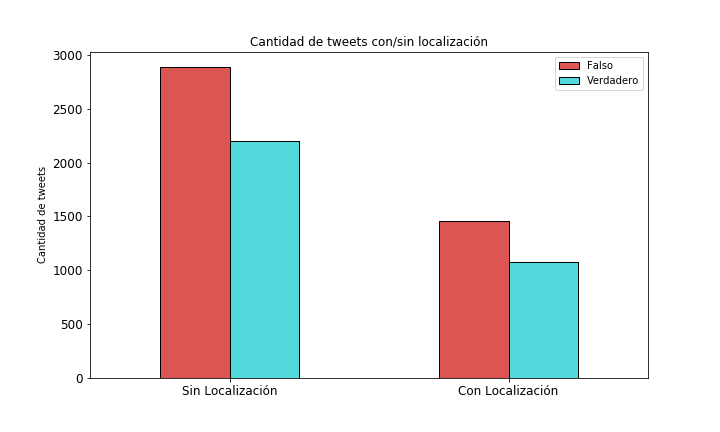 Cantidad de tweets con/sin localización
Falso
Verdadero
Cantidad de tweets
3000
2500
2000
1500
1000
500
0
Sin Localización
Con Localización